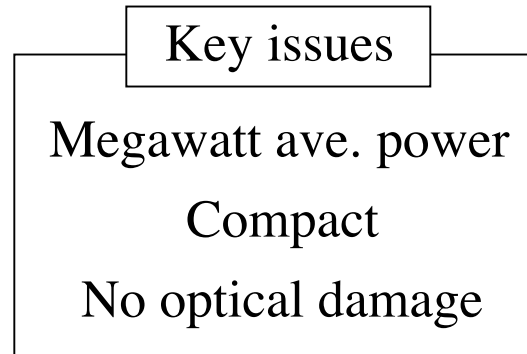 Key issues
Megawatt ave. power
Compact
No optical damage